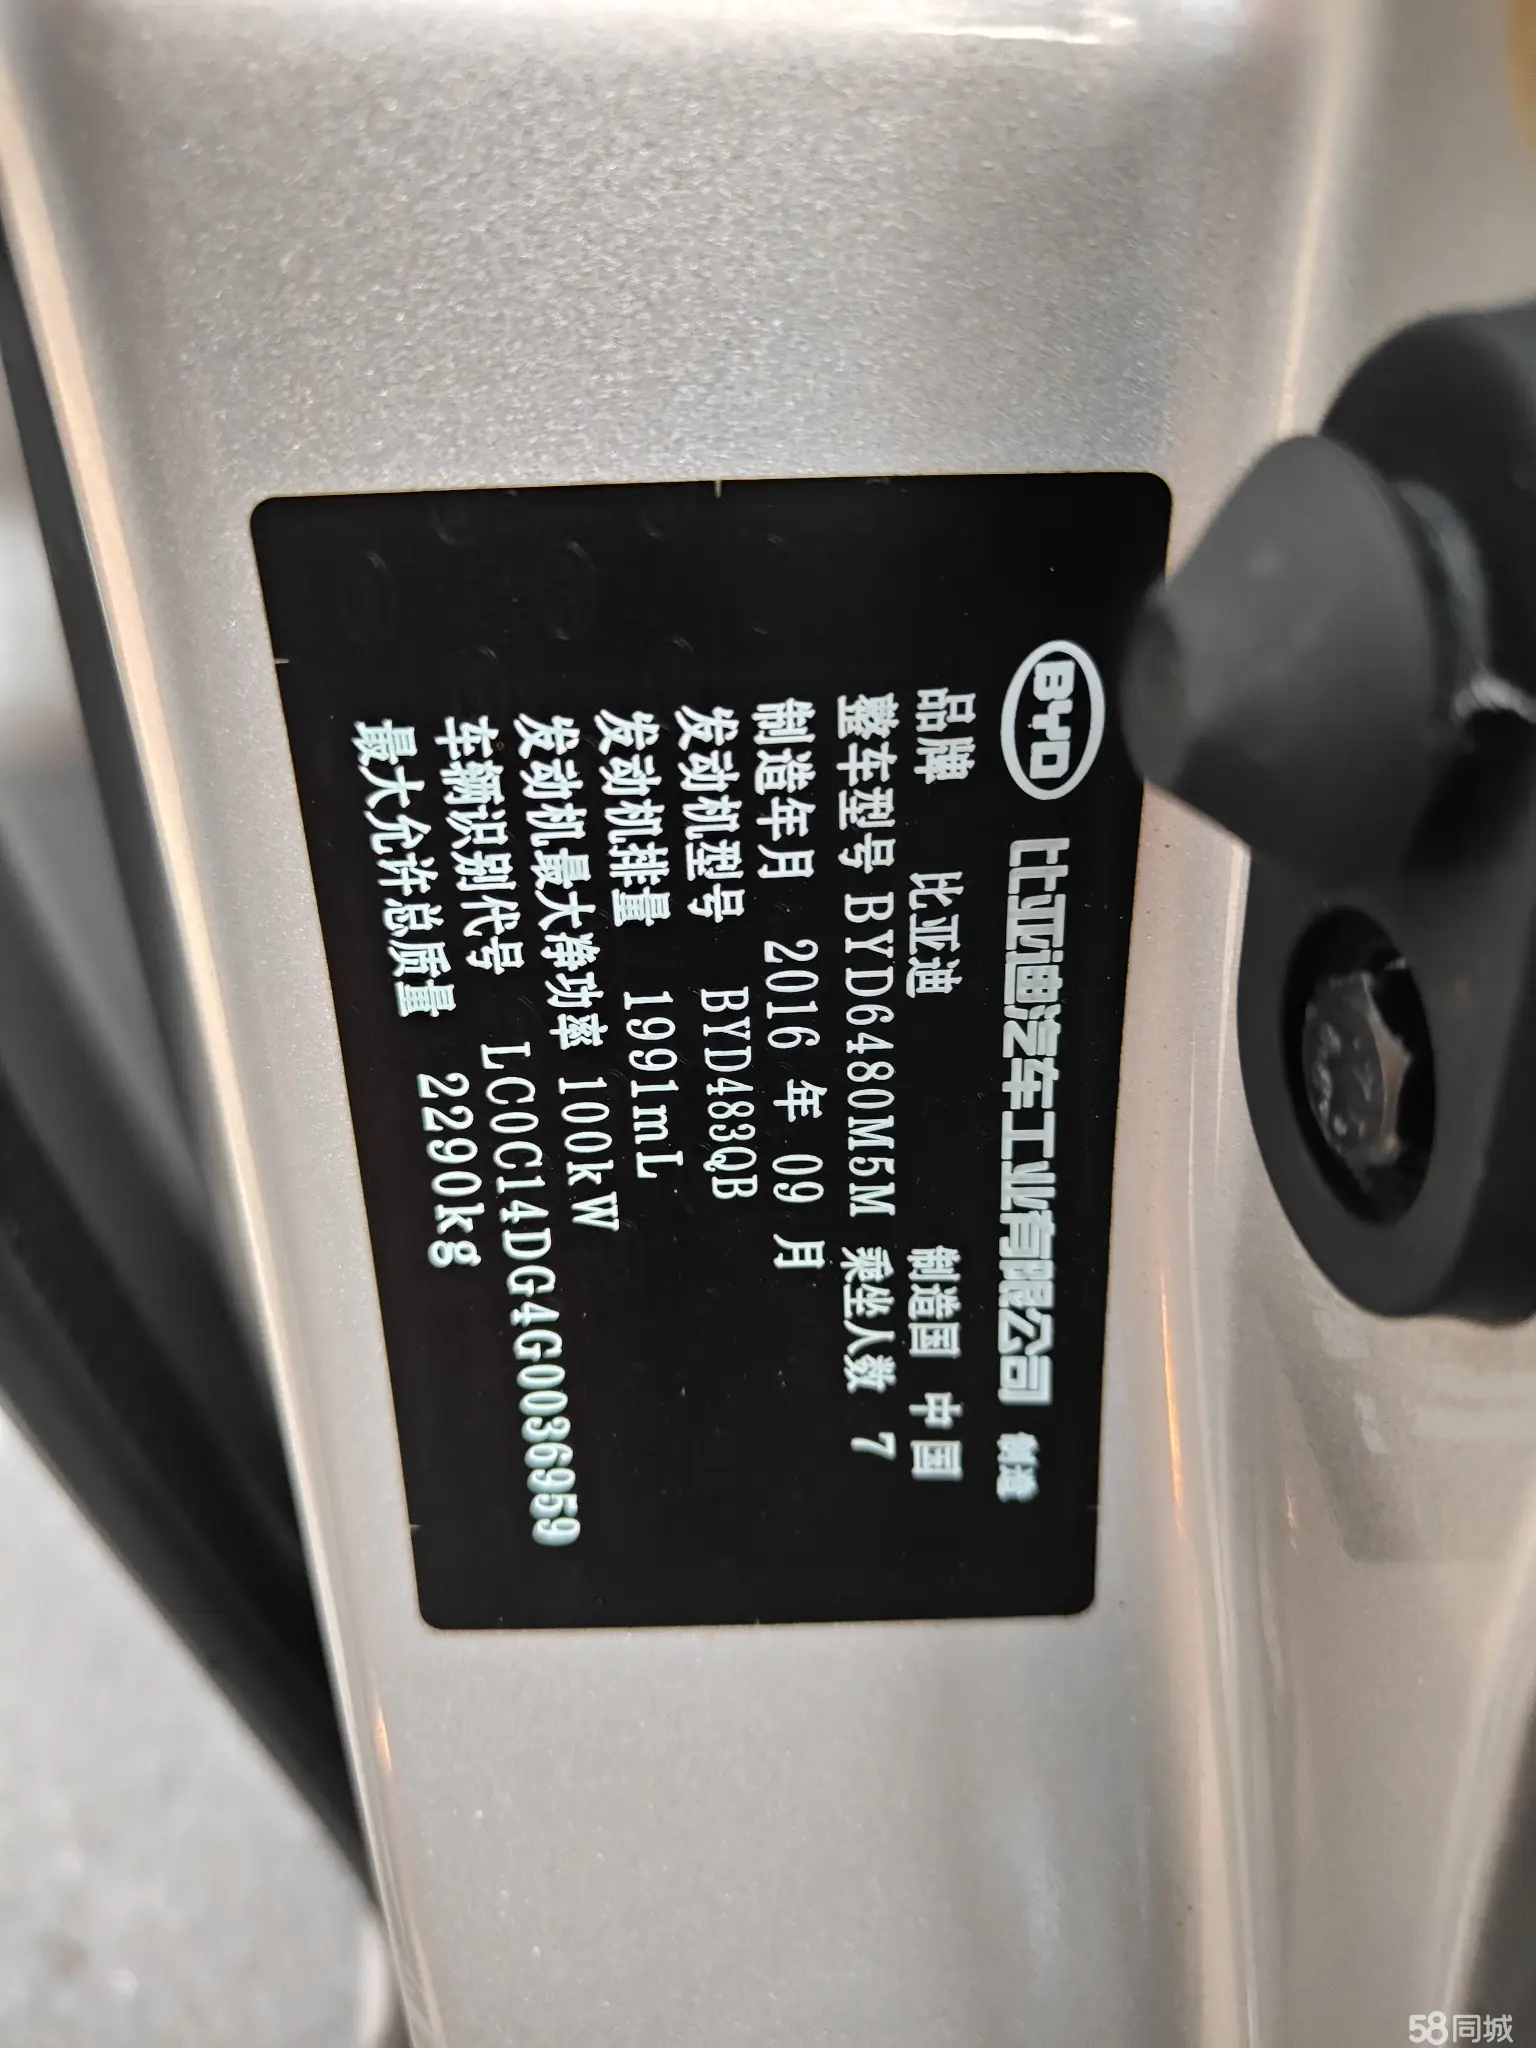 BYD 比亚迪汽车工业有限公司 制造
品牌 比亚迪 制造国 中国
整车型号 BYD6480M5M 乘坐人数 7
制造年月 2016 年 09 月
发动机型号 BYD483QB
发动机排量 1991mL
发动机最大净功率 100kW
车辆识别代号 LC0C14DG4G0036959
最大允许总质量 2290kg
58同城